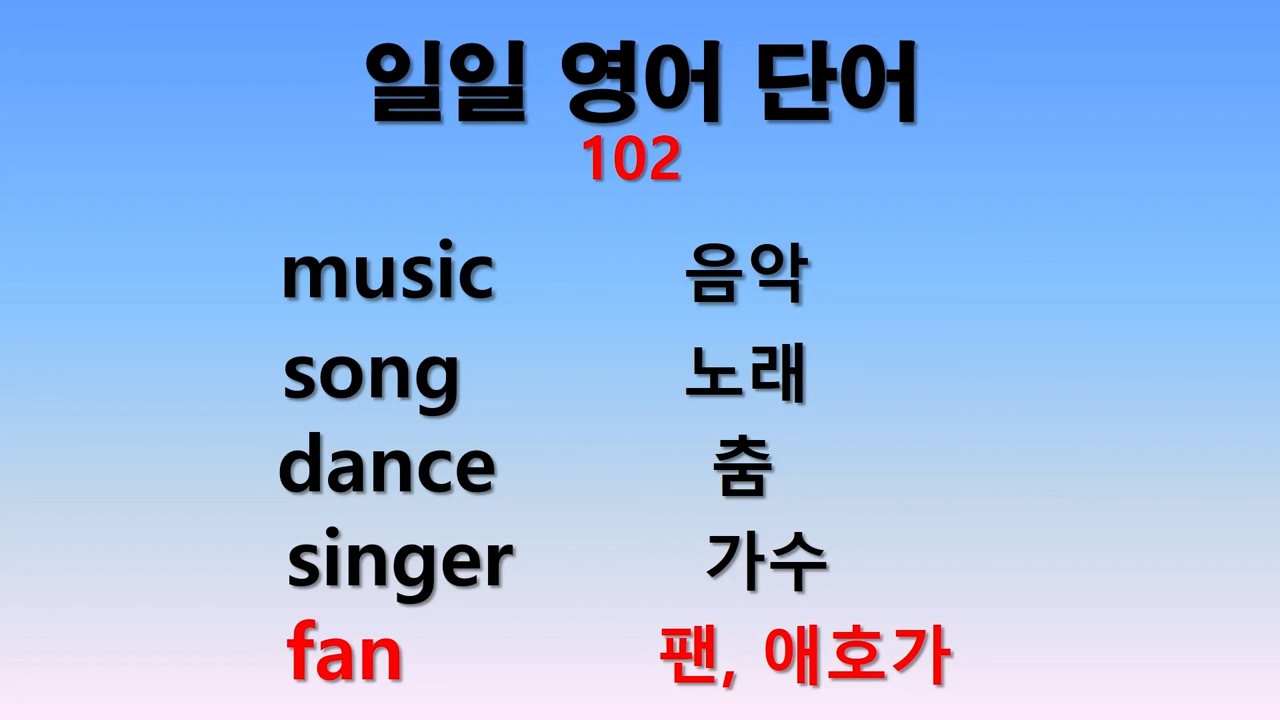 일일 영어 단어
102
music 음악
song 노래
dance 춤
singer 가수
fan 팬, 애호가